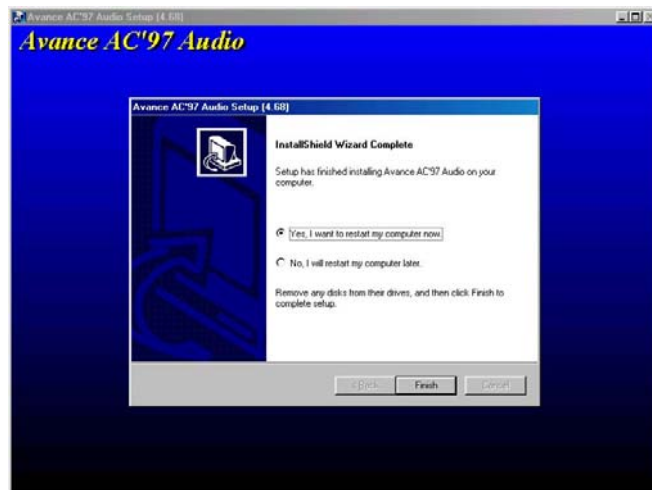 Avance AC'97 Audio Setup (4.68)
Avance AC'97 Audio
Avance AC'97 Audio Setup (4.68)
InstallShield Wizard Complete
Setup has finished installing Avance AC'97 Audio on your
computer.
Yes, I want to restart my computer now.
No, I will restart my computer later.
Remove any disks from their drives, and then click Finish to
complete setup.
< Back Finish Cancel